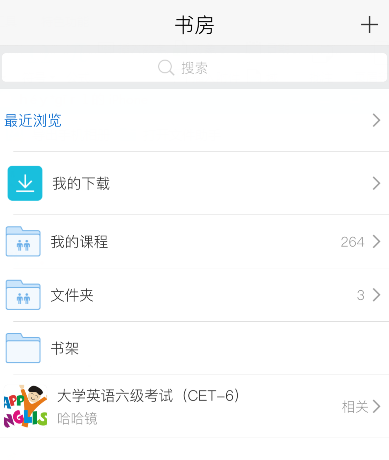 书房
搜索
最近浏览
我的下载
我的课程 264
文件夹 3
书架
大学英语六级考试（CET-6）
哈哈镜
相关
APP
NGLIS